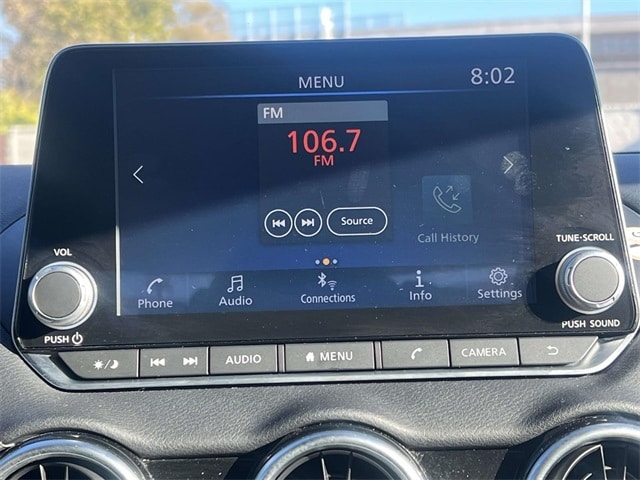 MENU 8:02
FM
106.7
FM
Source
Call History
VOL
TUNE·SCROLL
Phone Audio Connections Info Settings
PUSH
PUSH SOUND
AUDIO MENU CAMERA